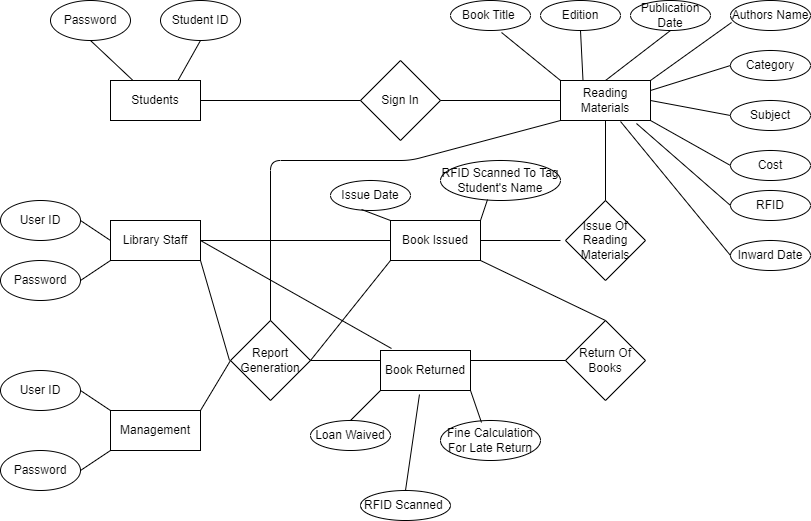 Password
Student ID
Book Title
Edition
Publication
Date
Authors Name
Category
Students
Sign In
Reading
Materials
Subject
Cost
RFID Scanned To Tag
Student's Name
Issue Date
RFID
User ID
Library Staff
Book Issued
Issue Of
Reading
Materials
Inward Date
Password
Report
Generation
Book Returned
Return Of
Books
User ID
Management
Loan Waived
Fine Calculation
For Late Return
Password
RFID Scanned